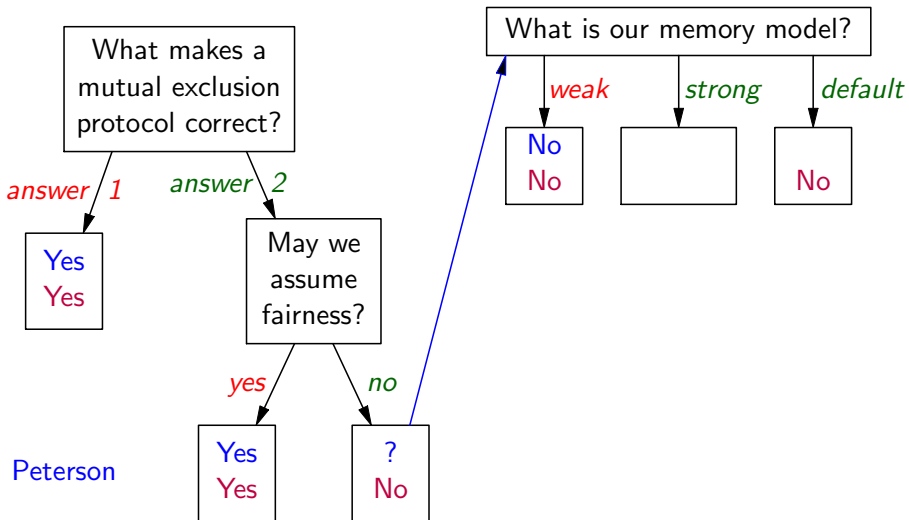 What makes a
mutual exclusion
protocol correct?
answer 1
answer 2
Yes
Yes
May we
assume
fairness?
yes
no
Yes
Yes
?
No
Peterson
What is our memory model?
weak
strong
default
No
No
No